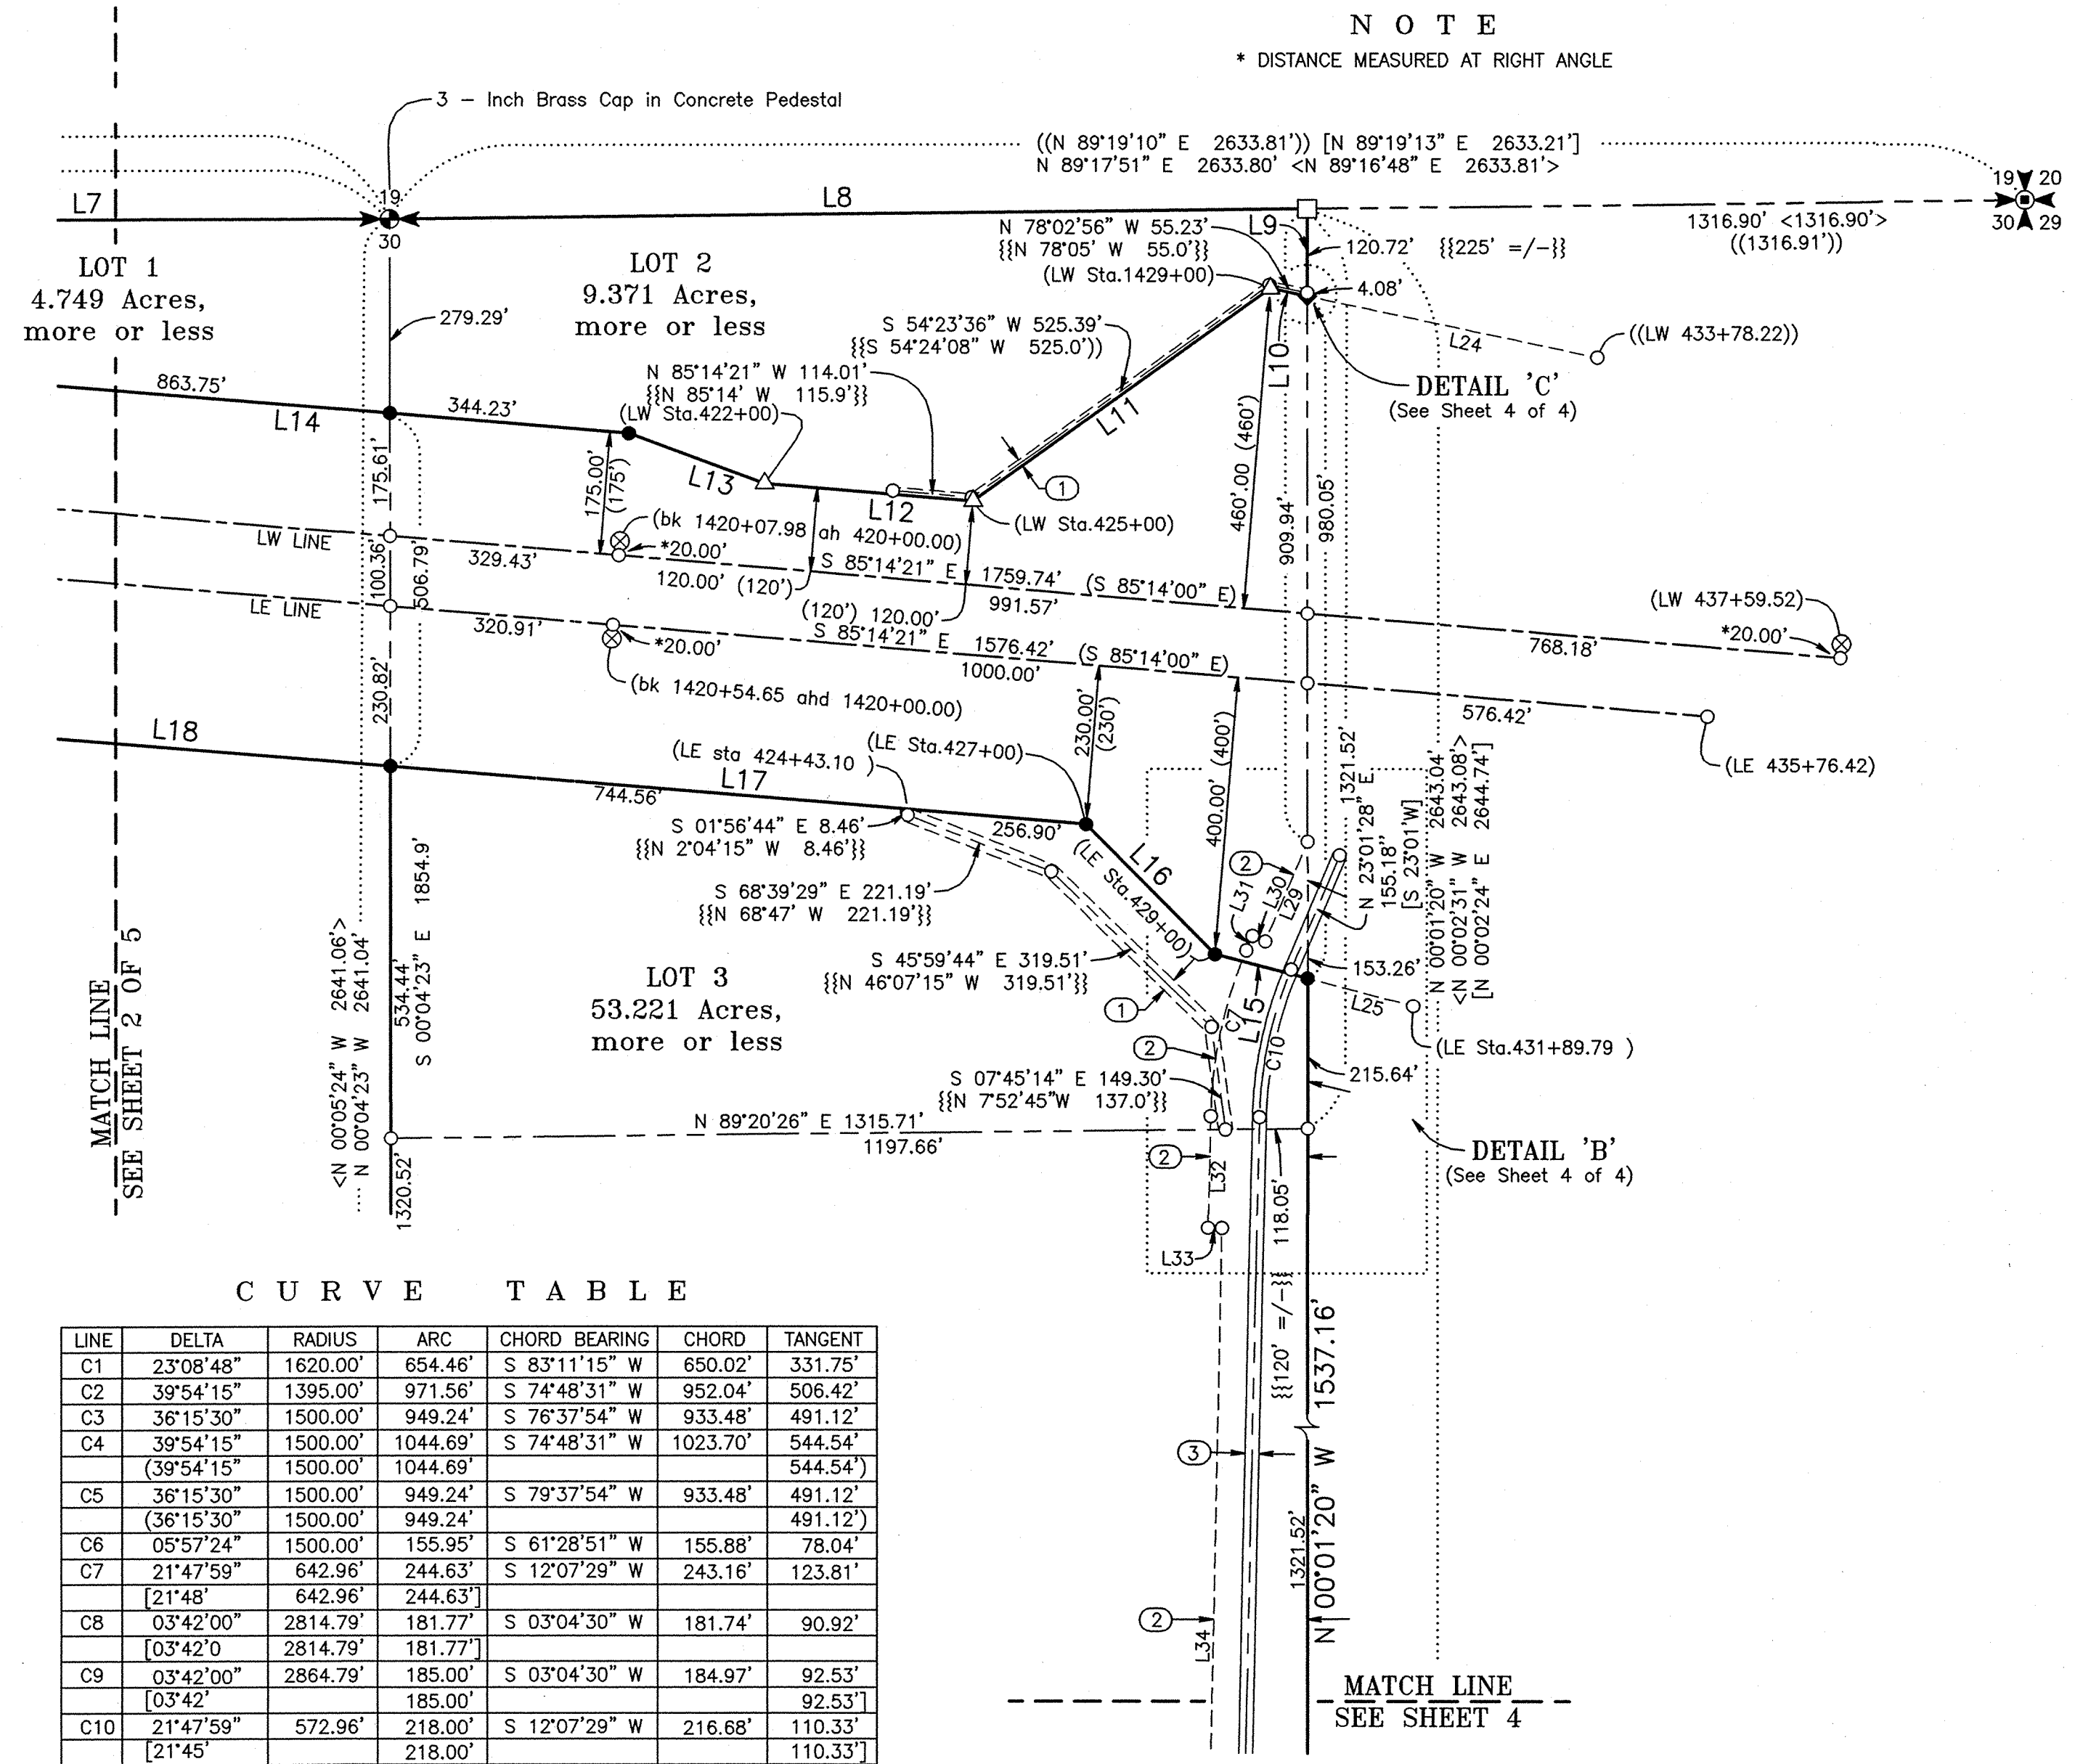 N O T E
* DISTANCE MEASURED AT RIGHT ANGLE
3 – Inch Brass Cap in Concrete Pedestal
((N 89°19'10" E 2633.81')) [N 89°19'13" E 2633.21']
N 89°17'51" E 2633.80' <N 89°16'48" E 2633.81'>
19
30
19 20
30 29
L7
L8
L9
1316.90' <1316.90'>
((1316.91'))
N 78°02'56" W 55.23'
{{N 78°05' W 55.0'}}
(LW Sta.1429+00)
120.72' {{225' =/−}}
4.08'
LOT 1
4.749 Acres,
more or less
LOT 2
9.371 Acres,
more or less
279.29'
S 54°23'36" W 525.39'
{{S 54°24'08" W 525.0'))
N 85°14'21" W 114.01'
{{N 85°14' W 115.9'}}
(LW Sta.422+00)
L10
L24
((LW 433+78.22))
DETAIL 'C'
(See Sheet 4 of 4)
863.75'
L14
344.23'
L13
L12
L11
1
(LW Sta.425+00)
175.61'
175.00'
(175')
460'.00 (460')
909.94'
980.05'
(bk 1420+07.98 ah 420+00.00)
*20.00'
LW LINE
329.43'
100.36'
506.79'
120.00' (120')
S 85°14'21" E 1759.74' (S 85°14'00" E)
991.57'
(120') 120.00'
LE LINE
320.91'
*20.00'
S 85°14'21" E 1576.42' (S 85°14'00" E)
1000.00'
(LW 437+59.52)
*20.00'
768.18'
(bk 1420+54.65 ahd 1420+00.00)
576.42'
(LE 435+76.42)
230.82'
230.00'
(230')
400.00' (400')
1321.52'
L18
(LE sta 424+43.10 )
(LE Sta.427+00)
L17
744.56'
S 01°56'44" E 8.46'
{{N 2°04'15" W 8.46'}}
256.90'
L16
(LE Sta.429+00)
S 68°39'29" E 221.19'
{{N 68°47' W 221.19'}}
2
L31
L30
L29
N 23°01'28" E
155.18"
[S 23°01'W]
N 00°01'20" W 2643.04'
<N 00°02'31" W 2643.08'>
[N 00°02'24" E 2644.74']
S 45°59'44" E 319.51'
{{N 46°07'15" W 319.51'}}
1
LOT 3
53.221 Acres,
more or less
153.26'
L25
(LE Sta.431+89.79 )
C7
L15
C10
2
215.64'
S 07°45'14" E 149.30'
{{N 7°52'45"W 137.0'}}
<N 00°05'24" W 2641.06'>
N 00°04'23" W 2641.04'
534.44'
S 00°04'23" E 1854.9'
1320.52'
MATCH LINE
SEE SHEET 2 OF 5
N 89°20'26" E 1315.71'
1197.66'
2
L32
L33
118.05'
DETAIL 'B'
(See Sheet 4 of 4)
{{120' =/−}}
N 00°01'20" W 1537.16'
1321.52'
3
2
L34
MATCH LINE
SEE SHEET 4
C U R V E T A B L E
LINE DELTA RADIUS ARC CHORD BEARING CHORD TANGENT
C1 23°08'48" 1620.00' 654.46' S 83°11'15" W 650.02' 331.75'
C2 39°54'15" 1395.00' 971.56' S 74°48'31" W 952.04' 506.42'
C3 36°15'30" 1500.00' 949.24' S 76°37'54" W 933.48' 491.12'
C4 39°54'15" 1500.00' 1044.69' S 74°48'31" W 1023.70' 544.54'
(39°54'15" 1500.00' 1044.69' 544.54')
C5 36°15'30" 1500.00' 949.24' S 79°37'54" W 933.48' 491.12'
(36°15'30" 1500.00' 949.24' 491.12')
C6 05°57'24" 1500.00' 155.95' S 61°28'51" W 155.88' 78.04'
C7 21°47'59" 642.96' 244.63' S 12°07'29" W 243.16' 123.81'
[21°48' 642.96' 244.63']
C8 03°42'00" 2814.79' 181.77' S 03°04'30" W 181.74' 90.92'
[03°42'0 2814.79' 181.77']
C9 03°42'00" 2864.79' 185.00' S 03°04'30" W 184.97' 92.53'
[03°42' 185.00' 92.53']
C10 21°47'59" 572.96' 218.00' S 12°07'29" W 216.68' 110.33'
[21°45' 218.00' 110.33']